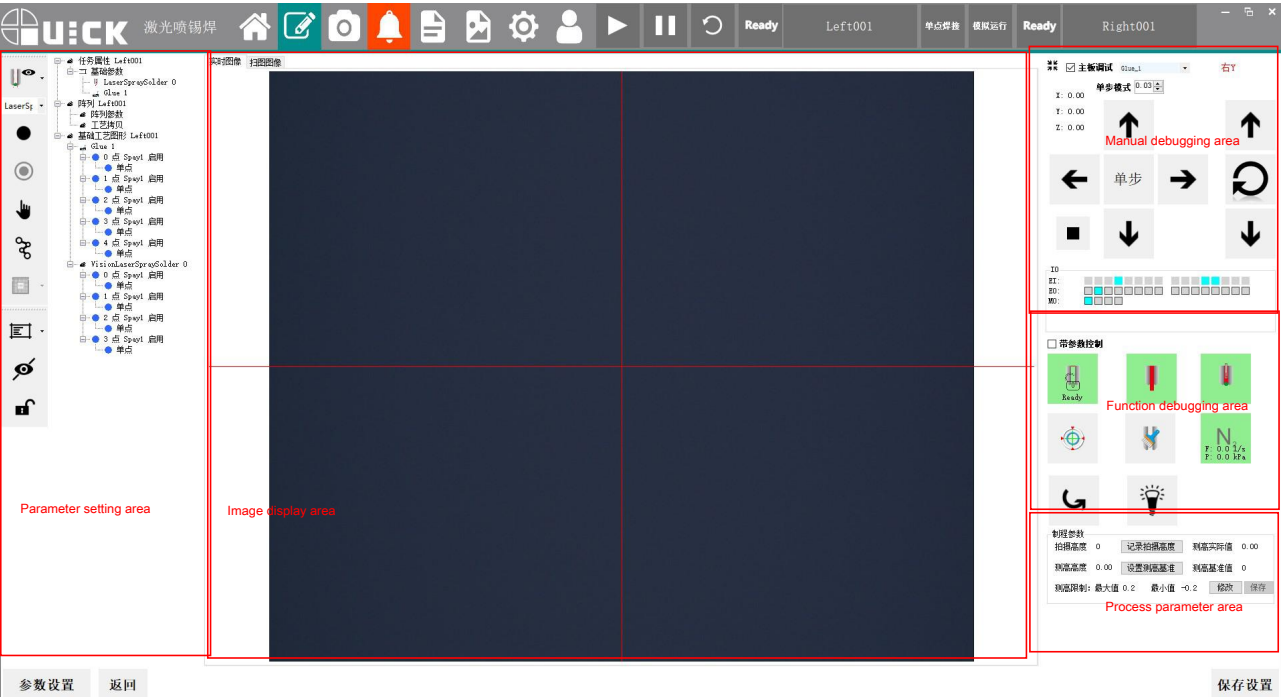 QUICK 激光喷锡焊 Ready Left001 单点焊接 模拟运行 Ready Right001
LaserSp
任务属性 Left001
基础参数
LaserSpraySolder 0
Glue 1
阵列 Left001
阵列参数
工艺拷贝
基础工艺图形 Left001
Glue 1
0 点 Spay1 启用
单点
1 点 Spay1 启用
单点
2 点 Spay1 启用
单点
3 点 Spay1 启用
单点
4 点 Spay1 启用
单点
VisionLaserSpraySolder 0
0 点 Spay1 启用
单点
1 点 Spay1 启用
单点
2 点 Spay1 启用
单点
3 点 Spay1 启用
单点
Parameter setting area
实时图像 扫图图像
Image display area
主板调试 Glue_1 右Y
单步模式 0.03
X: 0.00
Y: 0.00
Z: 0.00
Manual debugging area
单步
IO
EI:
EO:
MO:
带参数控制
Ready
Function debugging area
N2
F: 0.0 l/s
P: 0.0 kPa
制程参数
拍摄高度 0 记录拍摄高度 测高实际值 0.00
测高高度 0.00 设置测高基准 测高基准值 0
测高限制: 最大值 0.2 最小值 -0.2 修改 保存
Process parameter area
参数设置 返回 保存设置